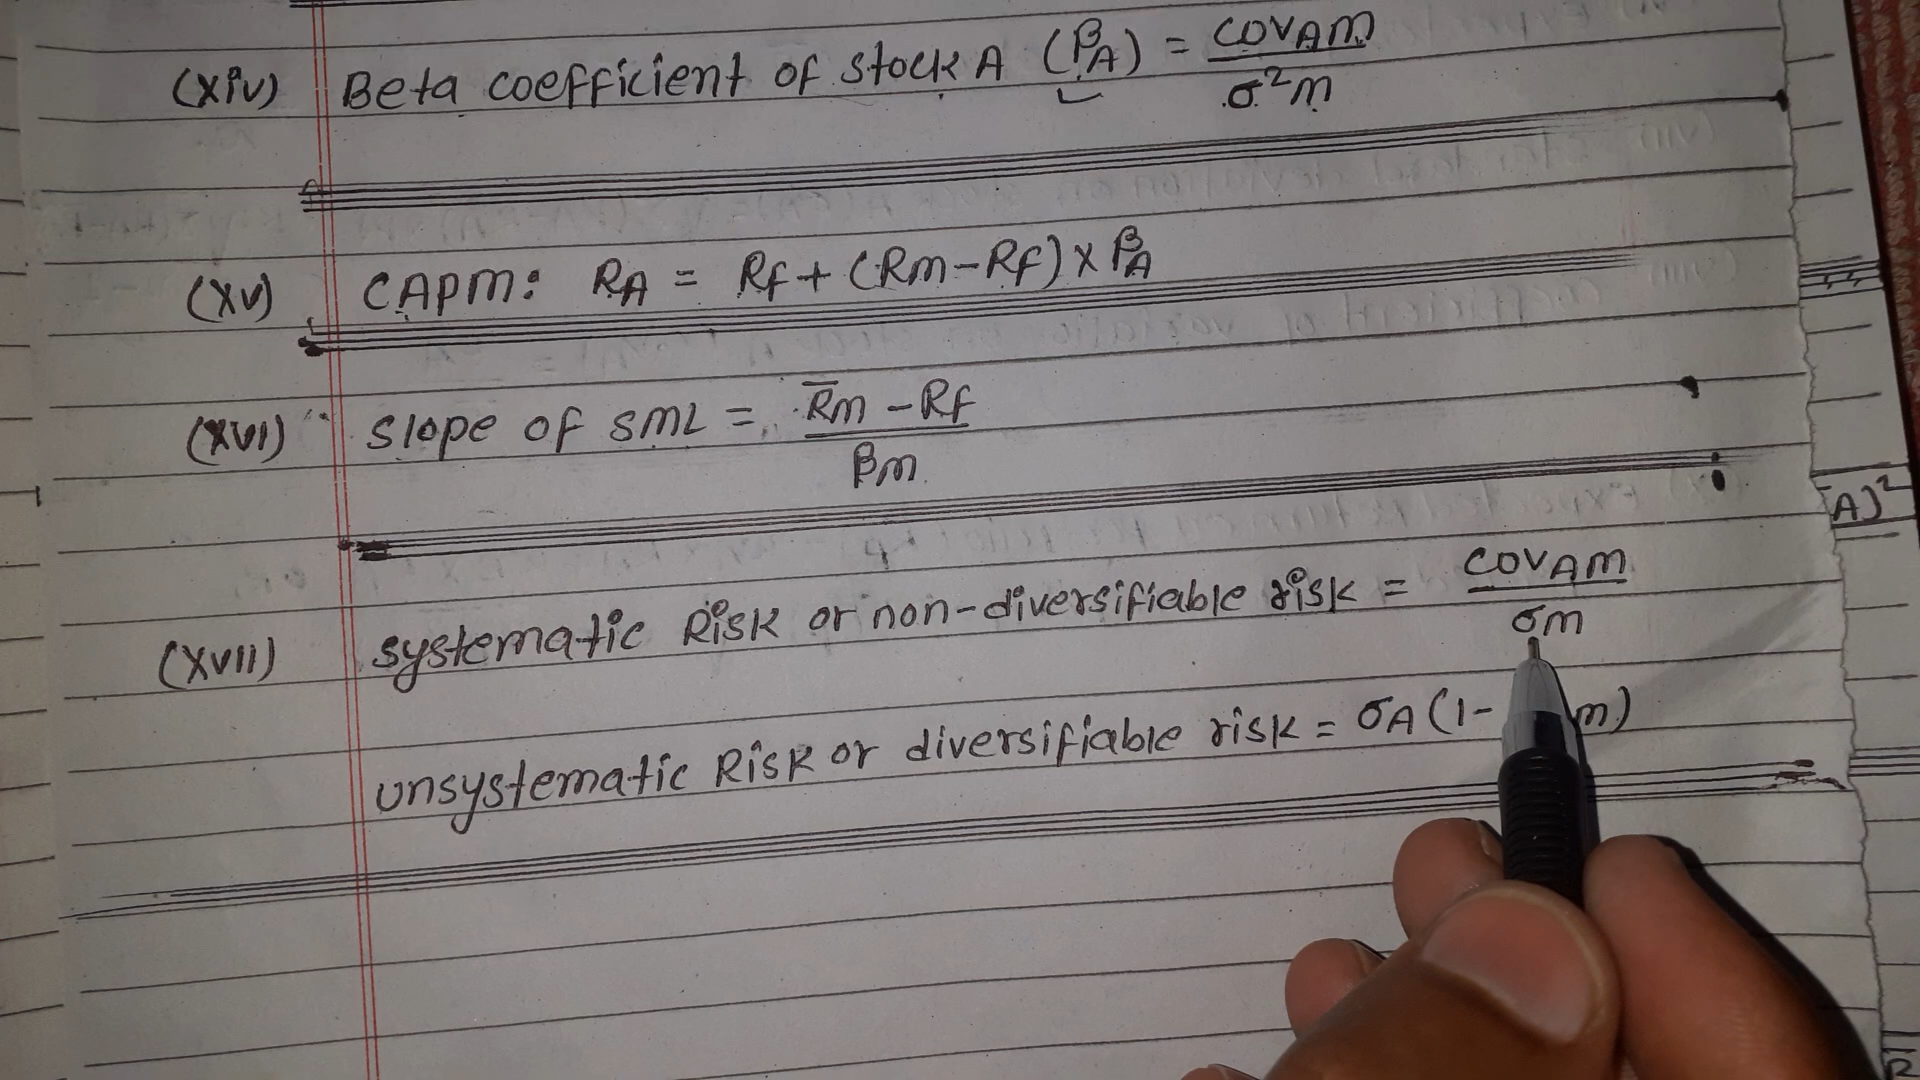 (xiv) Beta coefficient of stock A (βA) = COVAM / σ²m
(XV) CAPM: RA = Rf + (Rm-Rf) x βA
(XVI) slope of SML = R̅m - Rf / βm
(XVII) systematic Risk or non-diversifiable risk = COVAM / σm
unsystematic Risk or diversifiable risk = σA (1- m)
A)²